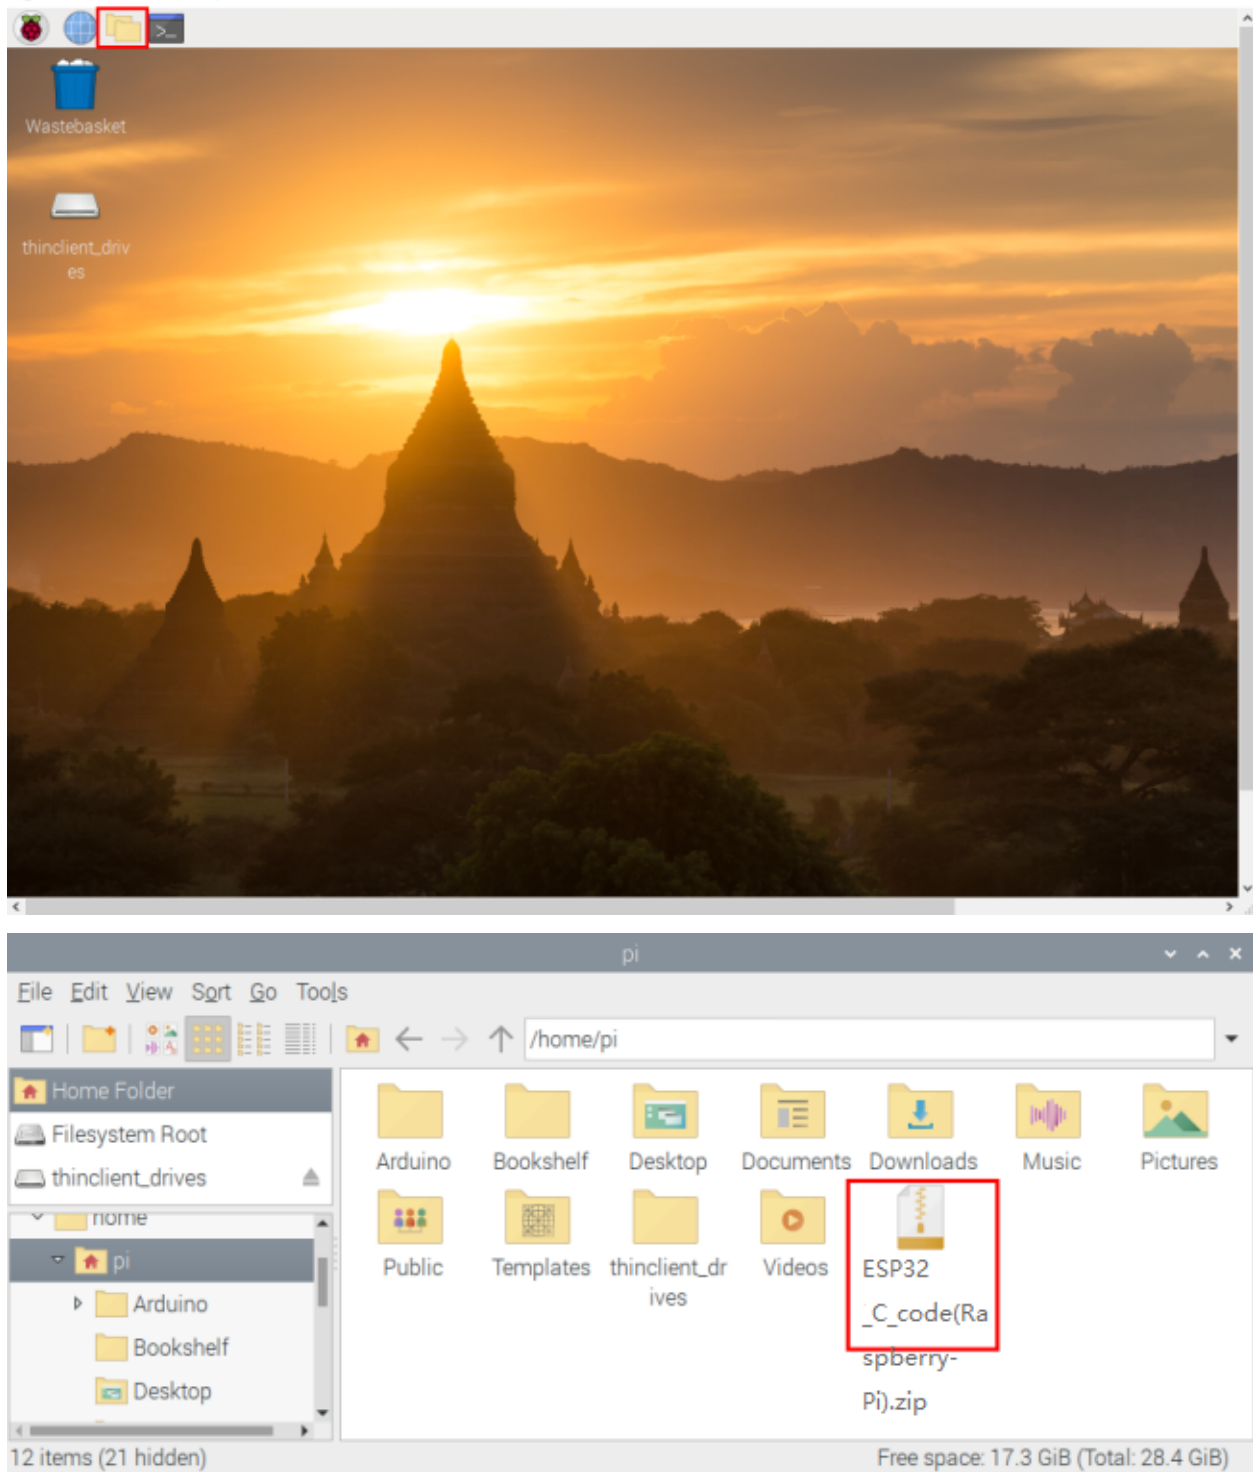 >_
Wastebasket
thinclient_driv
es
pi
File Edit View Sort Go Tools
/home/pi
Home Folder
Filesystem Root
thinclient_drives
home
pi
Arduino
Bookshelf
Desktop
Arduino Bookshelf Desktop Documents Downloads Music Pictures
Public Templates thinclient_dr Videos ESP32
ives
_C_code(Ra
spberry-
Pi).zip
12 items (21 hidden) Free space: 17.3 GiB (Total: 28.4 GiB)